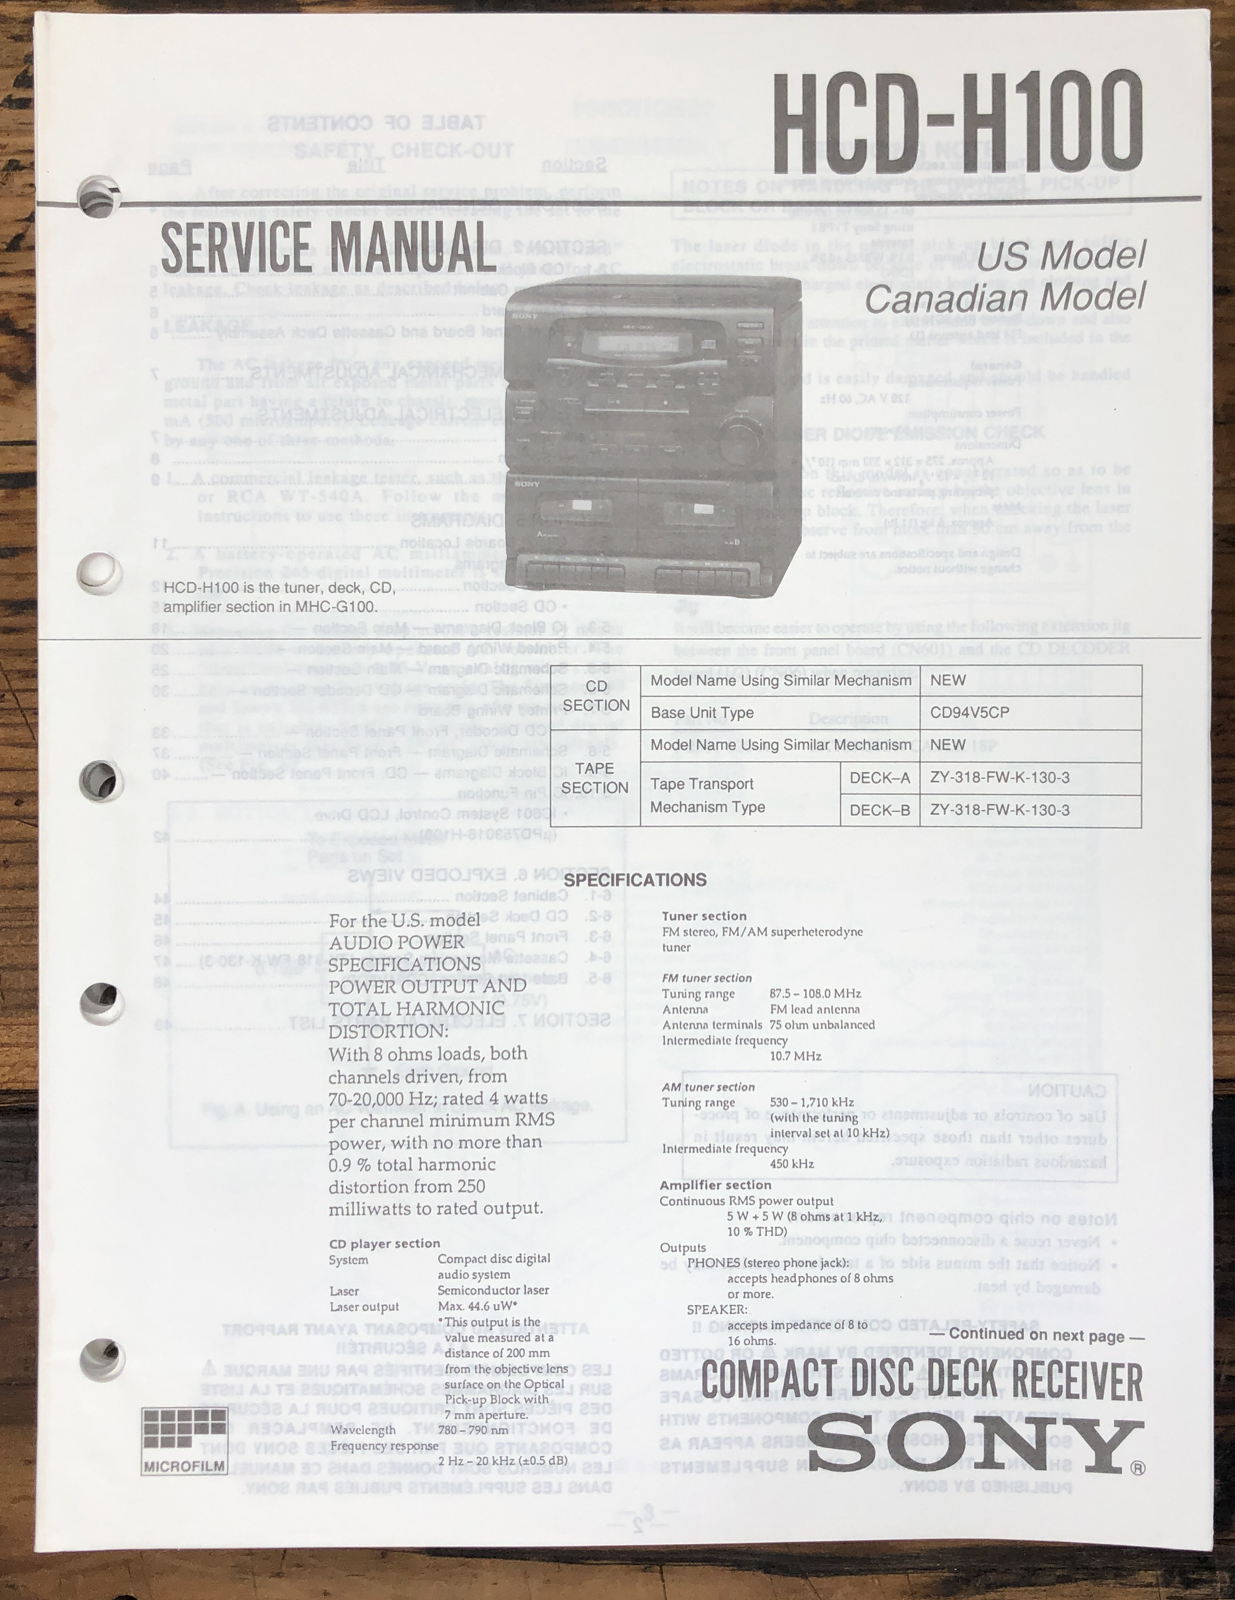 HCD-H100
SERVICE MANUAL
US Model
Canadian Model
SONY
SONY
HCD-H100 is the tuner, deck, CD,
amplifier section in MHC-G100.
CD SECTION
Model Name Using Similar Mechanism NEW
Base Unit Type CD94V5CP
TAPE SECTION
Model Name Using Similar Mechanism NEW
Tape Transport Mechanism Type
DECK–A ZY-318-FW-K-130-3
DECK–B ZY-318-FW-K-130-3
SPECIFICATIONS
For the U.S. model
AUDIO POWER
SPECIFICATIONS
POWER OUTPUT AND
TOTAL HARMONIC
DISTORTION:
With 8 ohms loads, both
channels driven, from
70-20,000 Hz; rated 4 watts
per channel minimum RMS
power, with no more than
0.9 % total harmonic
distortion from 250
milliwatts to rated output.
CD player section
System Compact disc digital
audio system
Laser Semiconductor laser
Laser output Max. 44.6 uW*
*This output is the
value measured at a
distance of 200 mm
from the objective lens
surface on the Optical
Pick-up Block with
7 mm aperture.
Wavelength 780 – 790 nm
Frequency response
2 Hz – 20 kHz (±0.5 dB)
Tuner section
FM stereo, FM/AM superheterodyne
tuner
FM tuner section
Tuning range 87.5 – 108.0 MHz
Antenna FM lead antenna
Antenna terminals 75 ohm unbalanced
Intermediate frequency
10.7 MHz
AM tuner section
Tuning range 530 – 1,710 kHz
(with the tuning
interval set at 10 kHz)
Intermediate frequency
450 kHz
Amplifier section
Continuous RMS power output
5 W + 5 W (8 ohms at 1 kHz,
10 % THD)
Outputs
PHONES (stereo phone jack):
accepts headphones of 8 ohms
or more.
SPEAKER:
accepts impedance of 8 to
16 ohms.
— Continued on next page —
COMPACT DISC DECK RECEIVER
SONY®
MICROFILM